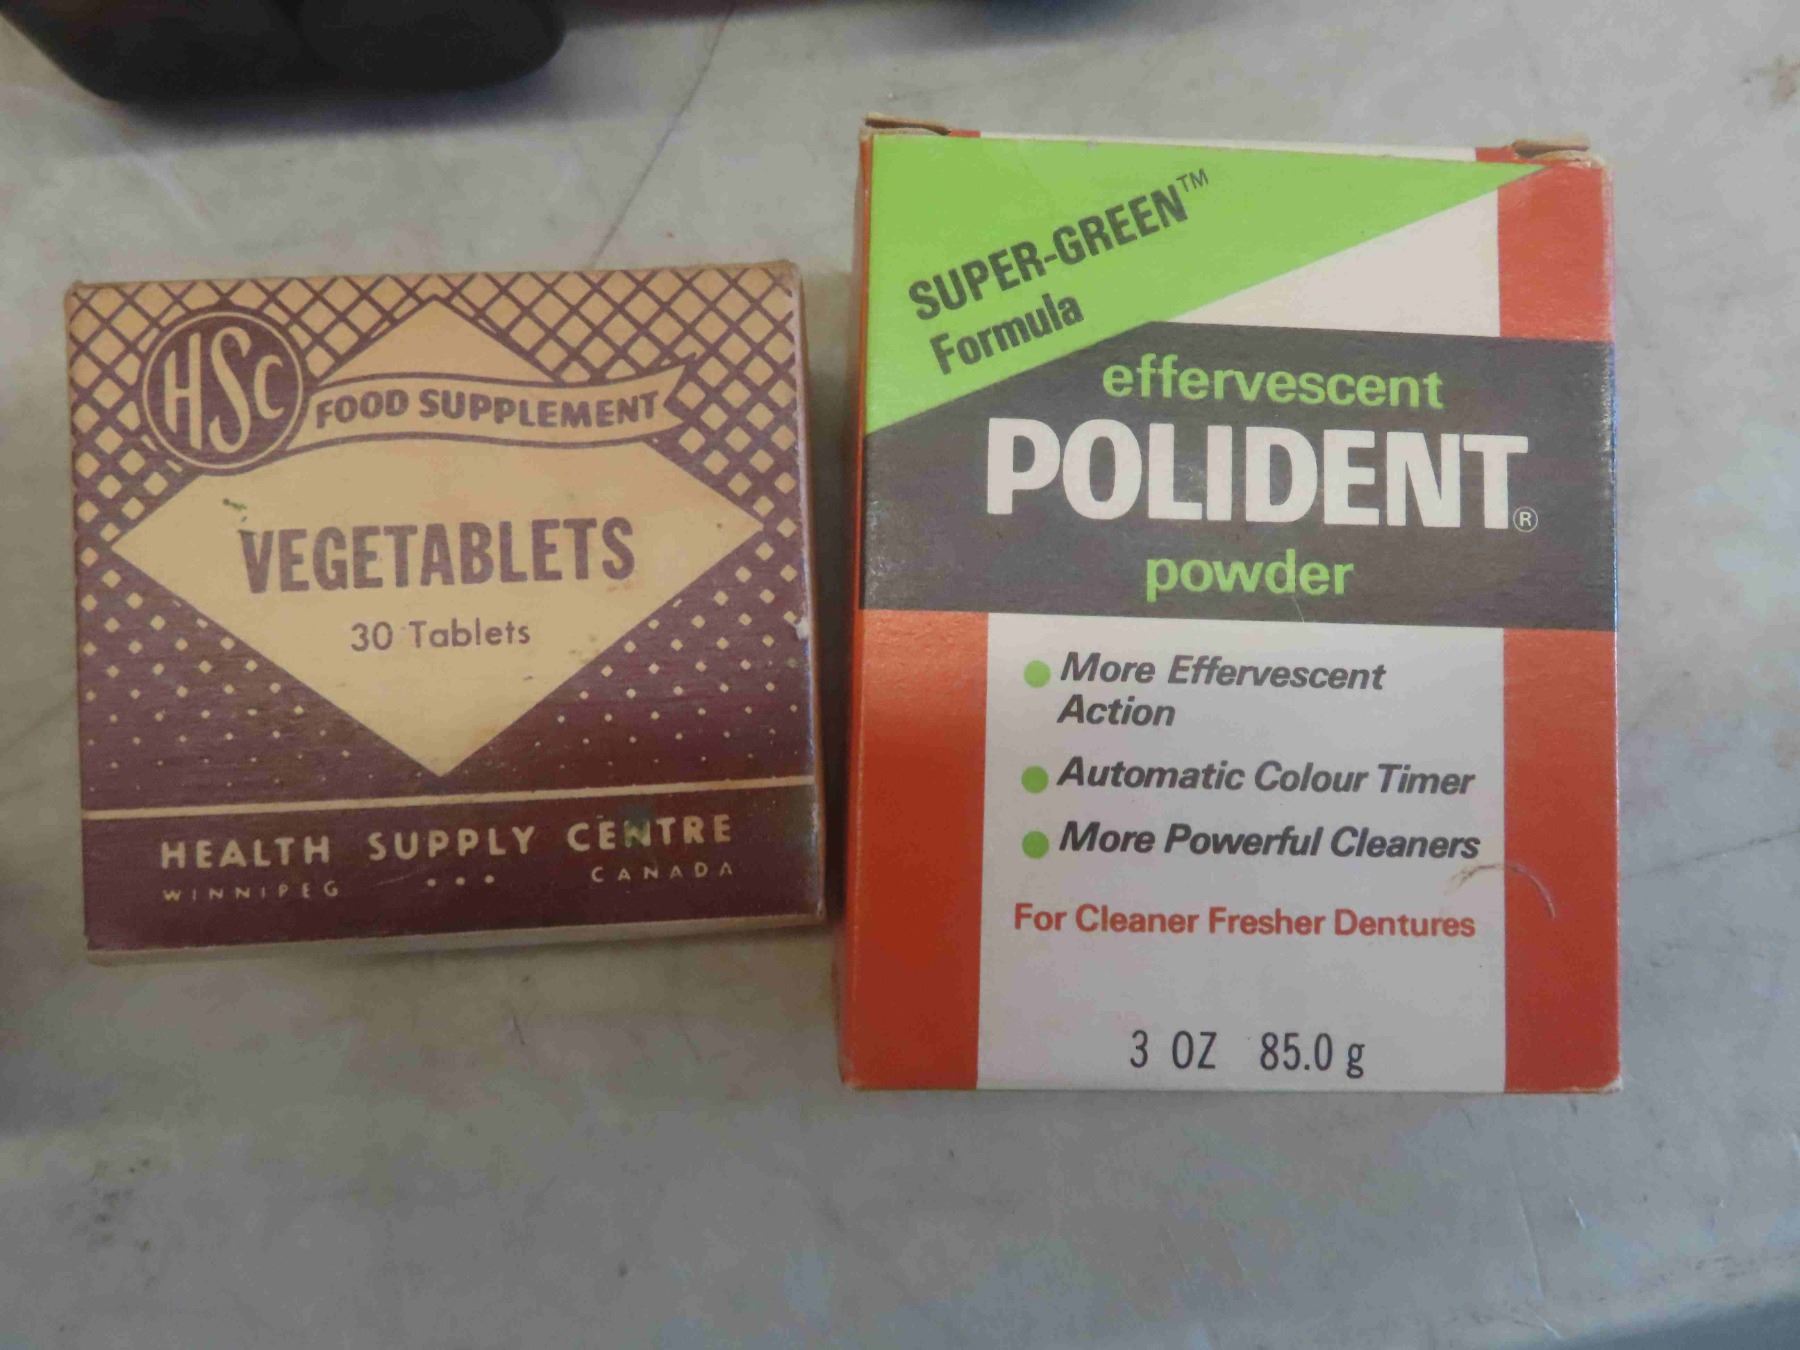 HSC
FOOD SUPPLEMENT
VEGETABLETS
30 Tablets
HEALTH SUPPLY CENTRE
WINNIPEG ... CANADA
SUPER-GREEN™
Formula
effervescent
POLIDENT®
powder
More Effervescent
Action
Automatic Colour Timer
More Powerful Cleaners
For Cleaner Fresher Dentures
3 OZ 85.0 g